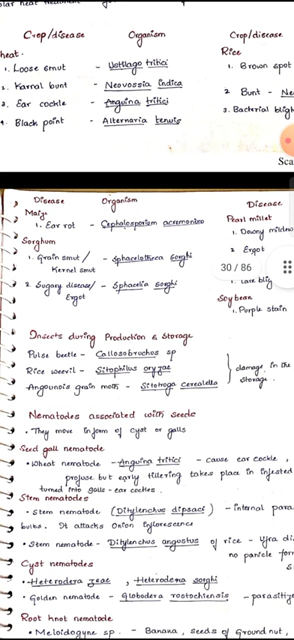 Crop/disease Organism Crop/disease
heat. Rice
1. Loose smut - Ustilago tritici 1. Brown spot
2. Karnal bunt - Neovossia indica 2 Bunt - Ne
3. Ear cockle - Anguina tritici 3. Bacterial bligh
4. Black point - Alternaria tenuis
Sca
Disease Organism Disease
Maize Pearl millet
1. Ear rot - Cephalosporium acremonium 1. Downy mildew
Sorghum 2 Ergot
1. Grain smut / - Sphacelotheca sorghi
Kernel smut 30 / 86
2. Sugary disease/ - Sphacelia sorghi
Ergot Soybean
1. Purple stain
Insects during Production & Storage
Pulse beetle - Callosobrochos sp
Rice weevil - Sitophilus oryzae damage in the
Angoumois grain moth - Sitotroga cerealella storage.
Nematodes associated with seeds
• They move in form of cyst or galls
Seed gall nematode
• Wheat nematode - Anguina tritici - cause ear cockle,
profuse but early tillering takes place in infested
turned into galls - ear cockles.
Stem nematodes
• Stem nematode (Ditylenchus dipsaci) - internal para
bulbs. It attacks Onion inflorescence
• Stem nematode - Ditylenchus angustus of rice - Ufra di
no panicle for
Cyst nematodes
• Heterodera zeae, Heterodera sorghi
• Golden nematode - Globodera rostochiensis - parasitize
Root knot nematode
• Meloidogyne sp. - Banana, seeds of Ground nut,